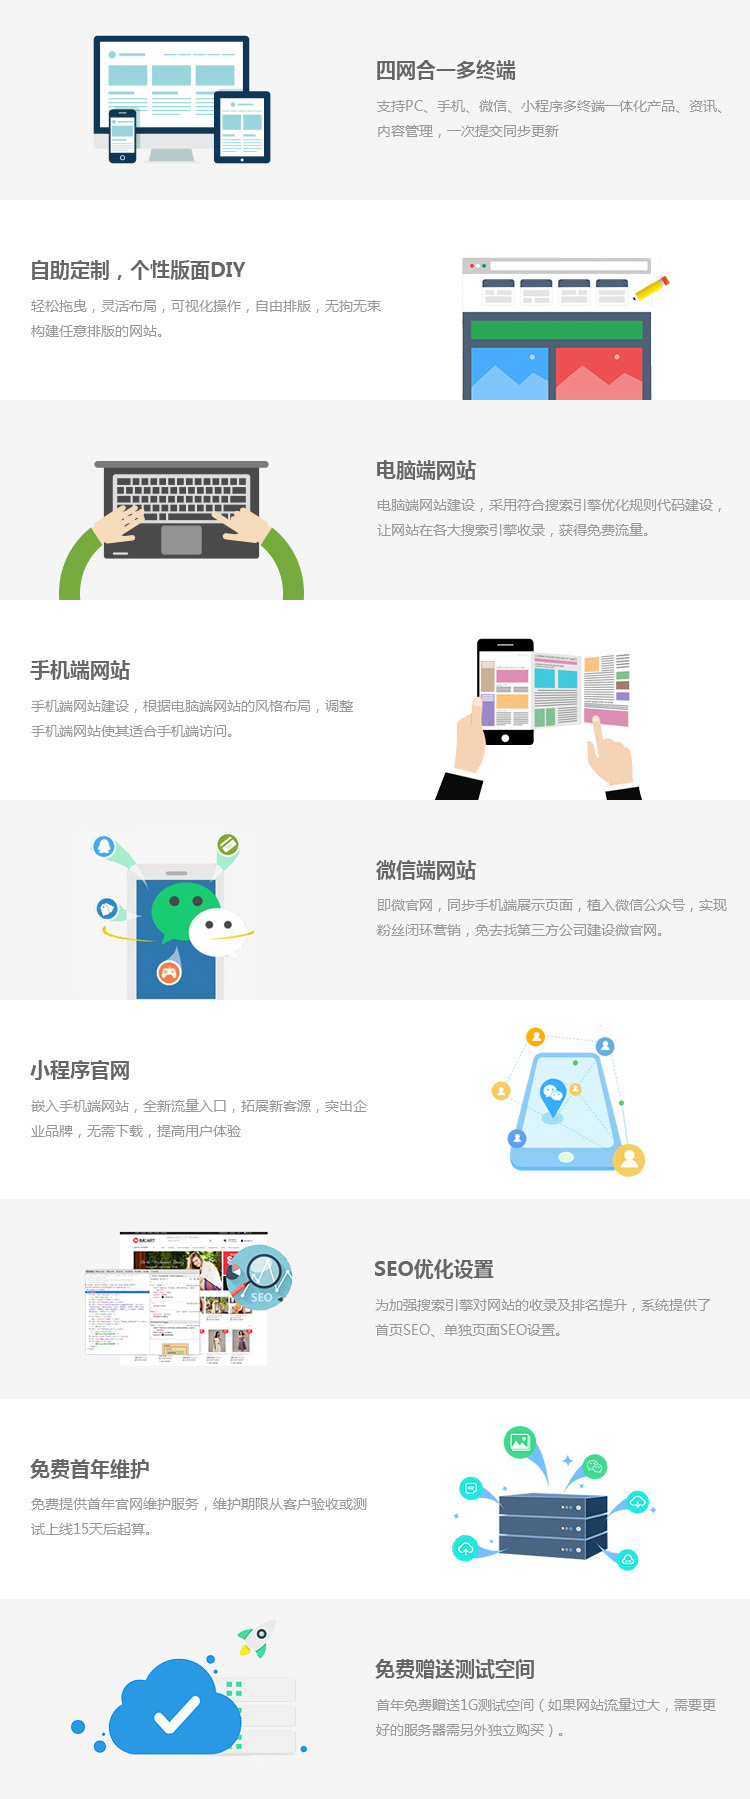 四网合一多终端
支持PC、手机、微信、小程序多终端一体化产品、资讯、
内容管理，一次提交同步更新
自助定制，个性版面DIY
轻松拖曳，灵活布局，可视化操作，自由排版，无拘无束
构建任意排版的网站。
电脑端网站
电脑端网站建设，采用符合搜索引擎优化规则代码建设，
让网站在各大搜索引擎收录，获得免费流量。
手机端网站
手机端网站建设，根据电脑端网站的风格布局，调整
手机端网站使其适合手机端访问。
微信端网站
即微官网，同步手机端展示页面，植入微信公众号，实现
粉丝闭环营销，免去找第三方公司建设微官网。
小程序官网
嵌入手机端网站，全新流量入口，拓展新客源，突出企
业品牌，无需下载，提高用户体验
IMCART
SEO
SEO优化设置
为加强搜索引擎对网站的收录及排名提升，系统提供了
首页SEO、单独页面SEO设置。
免费首年维护
免费提供首年官网维护服务，维护期限从客户验收或测
试上线15天后起算。
免费赠送测试空间
首年免费赠送1G测试空间（如果网站流量过大，需要更
好的服务器需另外独立购买）。